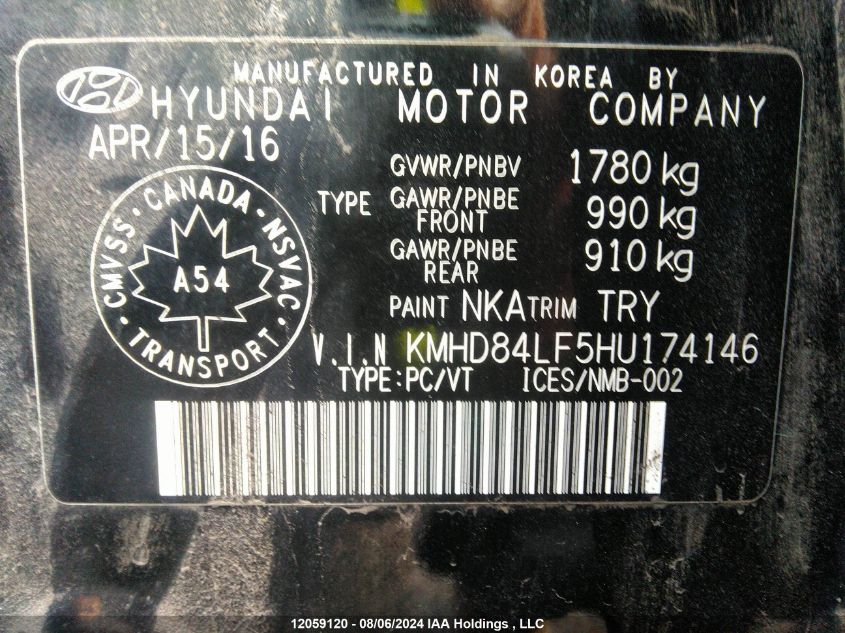 MANUFACTURED IN KOREA BY
HYUNDAI MOTOR COMPANY
APR/15/16
GVWR/PNBV 1780 kg
TYPE GAWR/PNBE FRONT 990 kg
GAWR/PNBE REAR 910 kg
CMVSS · CANADA · NSVAC · TRANSPORT ·
A54
PAINT NKA TRIM TRY
V.I.N KMHD84LF5HU174146
TYPE:PC/VT ICES/NMB-002
12059120 - 08/06/2024 IAA Holdings , LLC